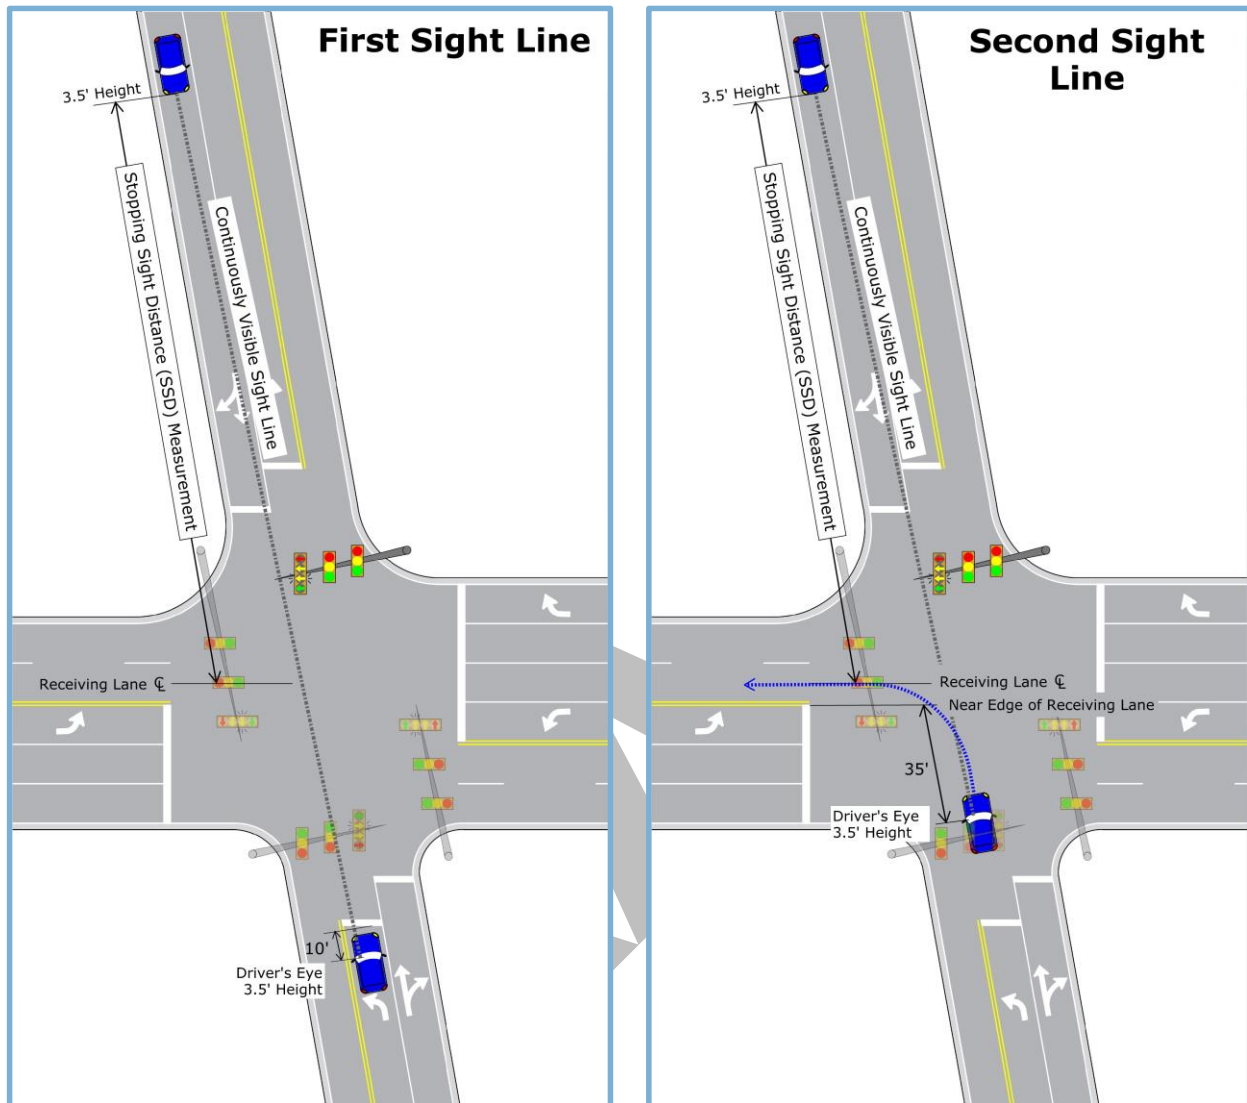 First Sight Line
3.5' Height
Stopping Sight Distance (SSD) Measurement
Continuously Visible Sight Line
Receiving Lane ℄
10'
Driver's Eye
3.5' Height
Second Sight
Line
3.5' Height
Stopping Sight Distance (SSD) Measurement
Continuously Visible Sight Line
Receiving Lane ℄
Near Edge of Receiving Lane
35'
Driver's Eye
3.5' Height